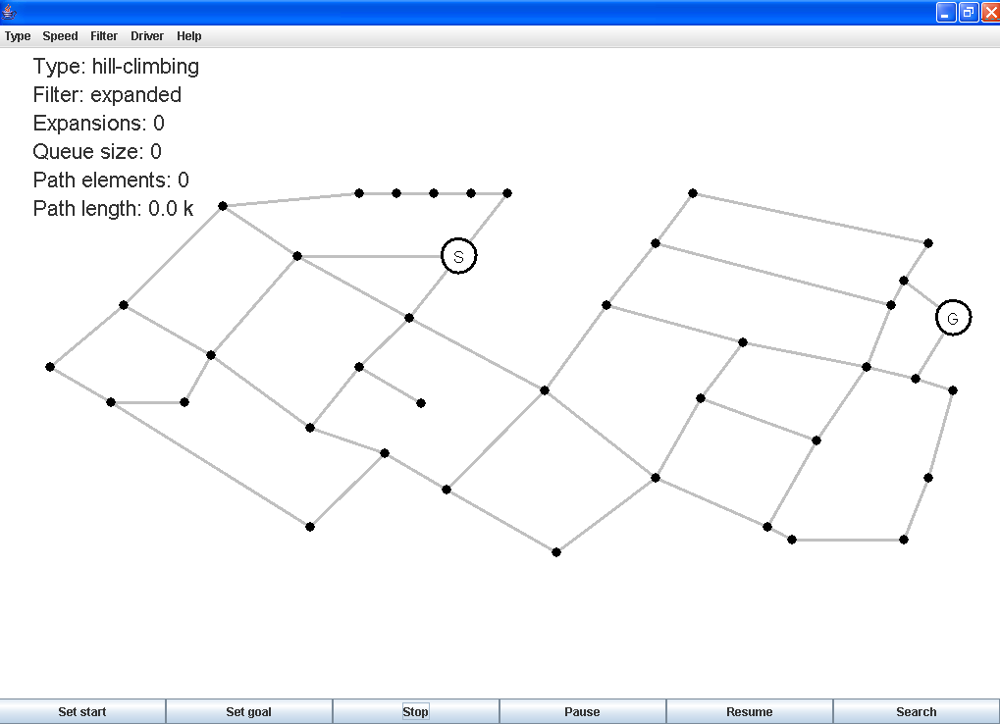 Type Speed Filter Driver Help
Type: hill-climbing
Filter: expanded
Expansions: 0
Queue size: 0
Path elements: 0
Path length: 0.0 k
S
G
Set start Set goal Stop Pause Resume Search